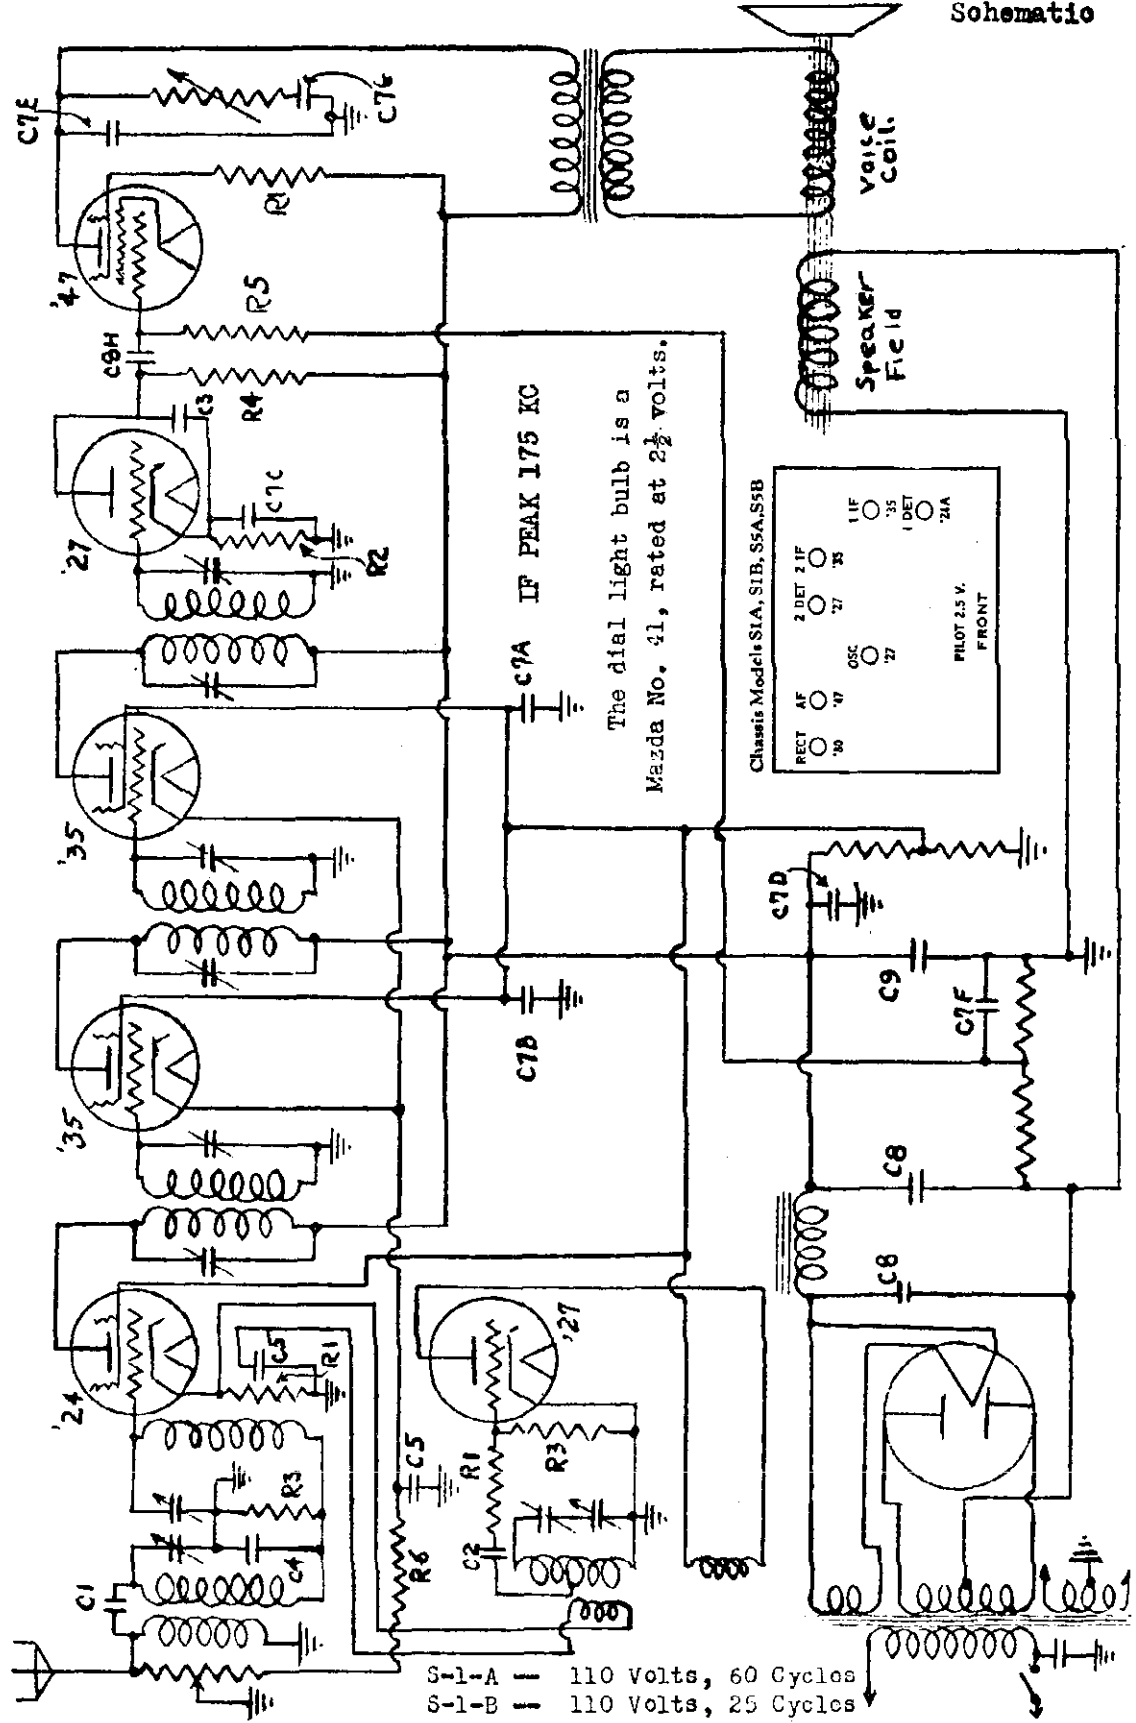 Schematic
C7E
C7G
'47
R1
R5
C8H
R4
C3
'27
C7C
R2
voice
coil.
Speaker
Field
IF PEAK 175 KC
The dial light bulb is a
Mazda No. 41, rated at 2½ volts.
C7A
'35
Chassis Models S1A, S1B, S5A, S5B
RECT
'80
AF
'47
OSC
'27
2 DET
'27
2 IF
'35
1 IF
'35
1 DET
'24A
PILOT 2.5 V.
FRONT
C7D
C9
C7F
C7B
'35
C8
C8
'24
R1
'27
C1
C4
R3
C5
R6
R1
R3
C2
S-1-A — 110 Volts, 60 Cycles
S-1-B — 110 Volts, 25 Cycles